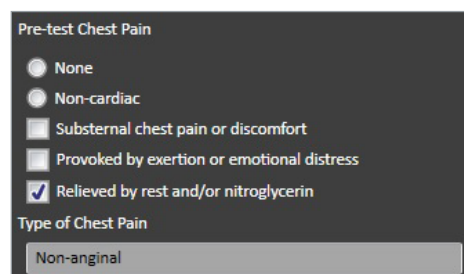 Pre-test Chest Pain
None
Non-cardiac
Substernal chest pain or discomfort
Provoked by exertion or emotional distress
Relieved by rest and/or nitroglycerin
Type of Chest Pain
Non-anginal